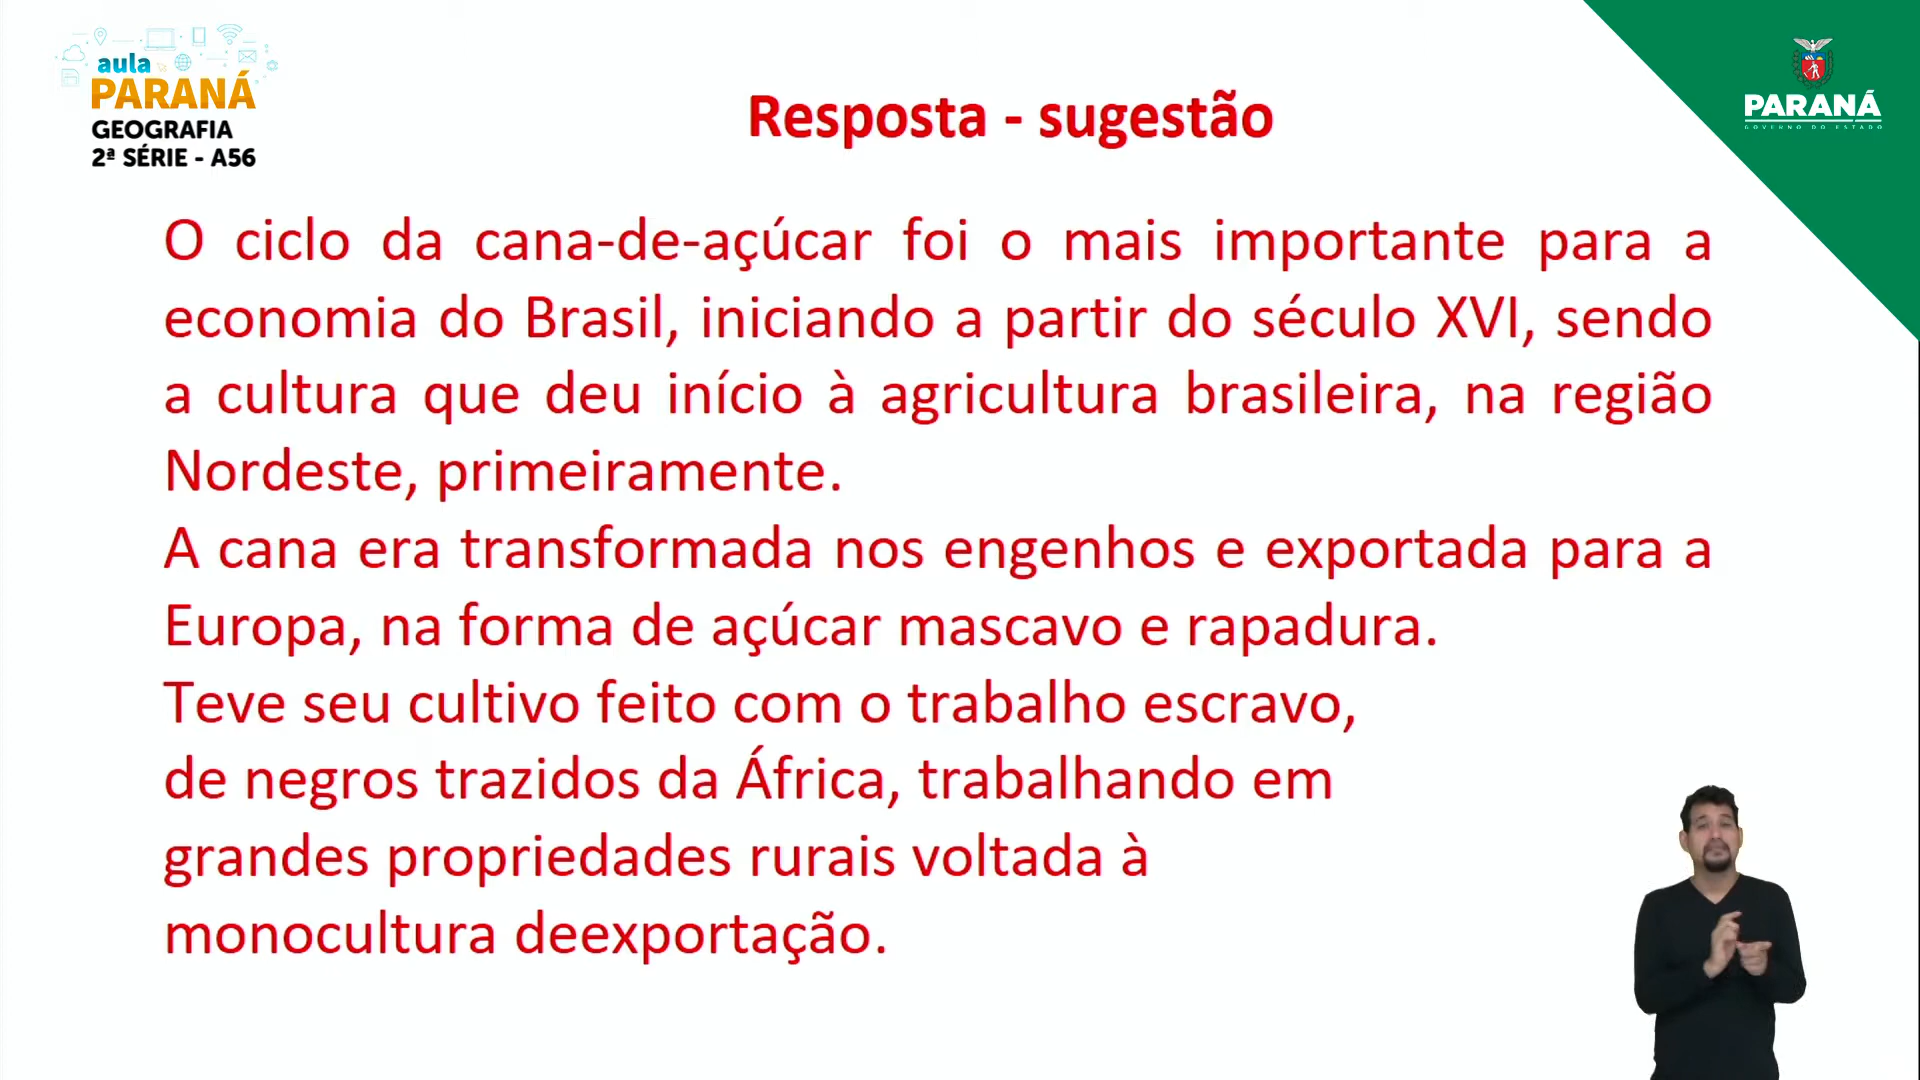 aula
PARANÁ
GEOGRAFIA
2ª SÉRIE - A56
PARANÁ
GOVERNO DO ESTADO
Resposta - sugestão
O ciclo da cana-de-açúcar foi o mais importante para a
economia do Brasil, iniciando a partir do século XVI, sendo
a cultura que deu início à agricultura brasileira, na região
Nordeste, primeiramente.
A cana era transformada nos engenhos e exportada para a
Europa, na forma de açúcar mascavo e rapadura.
Teve seu cultivo feito com o trabalho escravo,
de negros trazidos da África, trabalhando em
grandes propriedades rurais voltada à
monocultura deexportação.